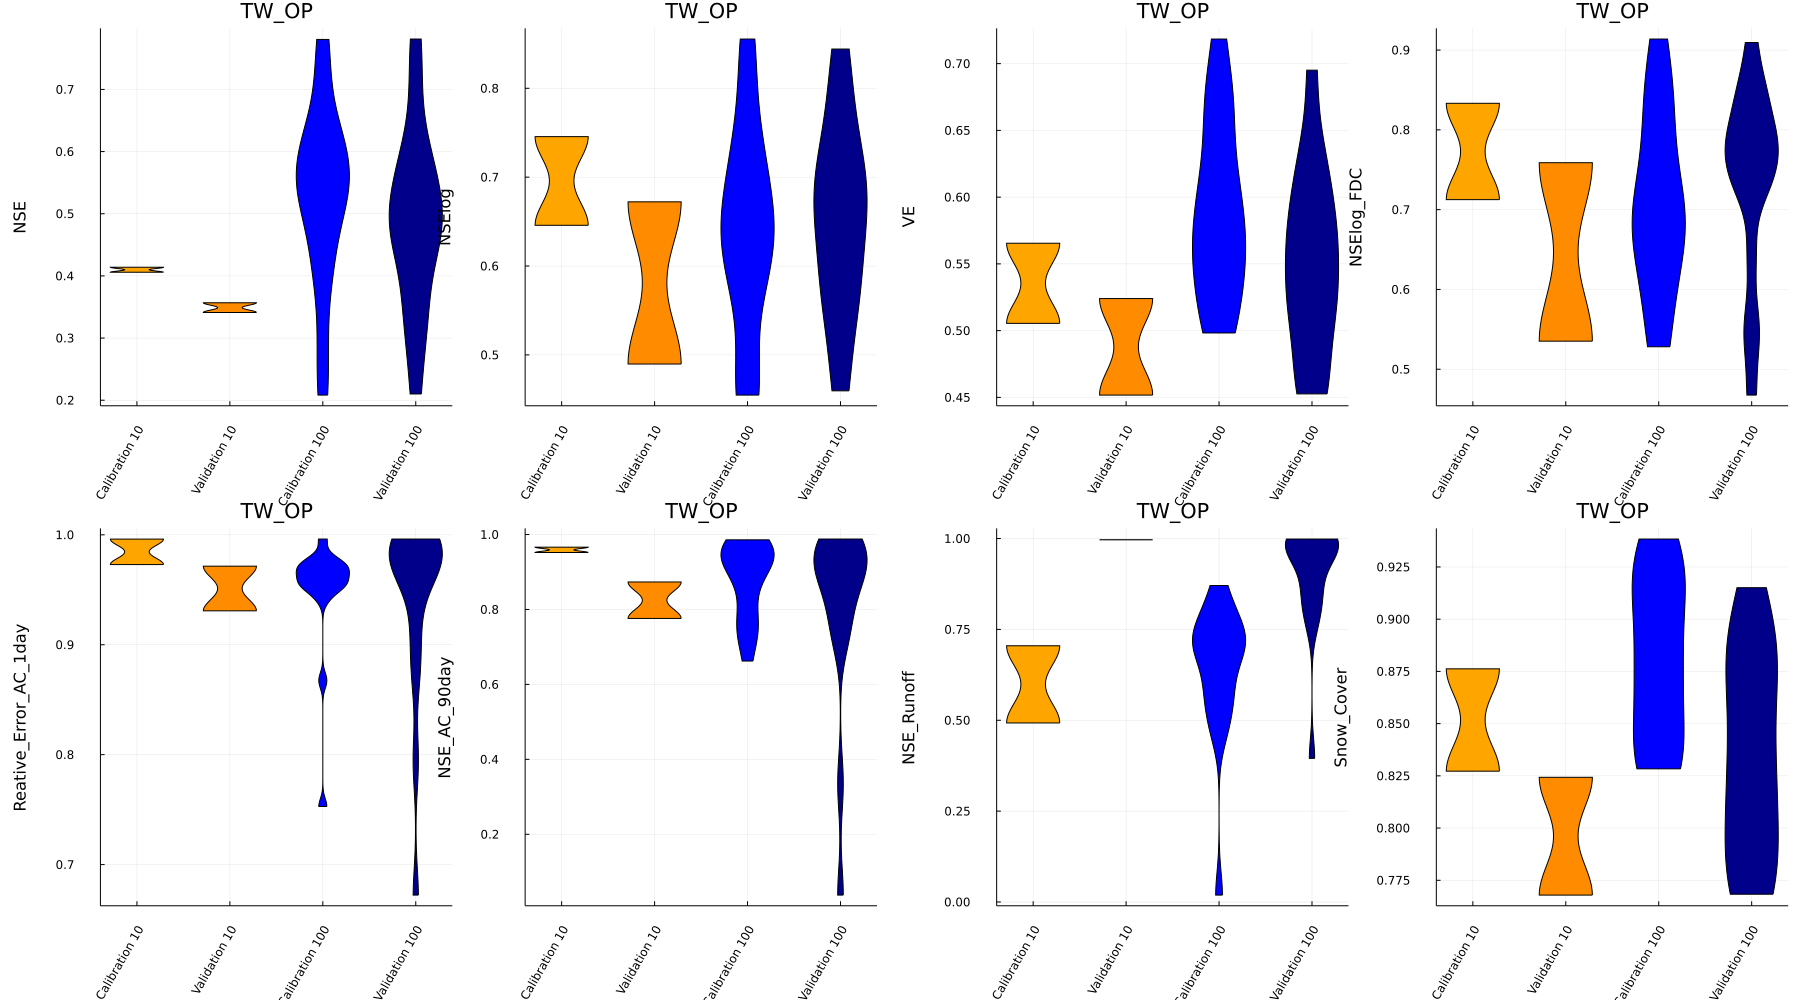 TW_OP
NSE
0.7
0.6
0.5
0.4
0.3
0.2
Calibration 10
Validation 10
Calibration 100
Validation 100
TW_OP
NSElog
0.8
0.7
0.6
0.5
Calibration 10
Validation 10
Calibration 100
Validation 100
TW_OP
VE
0.70
0.65
0.60
0.55
0.50
0.45
Calibration 10
Validation 10
Calibration 100
Validation 100
TW_OP
NSElog_FDC
0.9
0.8
0.7
0.6
0.5
Calibration 10
Validation 10
Calibration 100
Validation 100
TW_OP
Reative_Error_AC_1day
1.0
0.9
0.8
0.7
Calibration 10
Validation 10
Calibration 100
Validation 100
TW_OP
NSE_AC_90day
1.0
0.8
0.6
0.4
0.2
Calibration 10
Validation 10
Calibration 100
Validation 100
TW_OP
NSE_Runoff
1.00
0.75
0.50
0.25
0.00
Calibration 10
Validation 10
Calibration 100
Validation 100
TW_OP
Snow_Cover
0.925
0.900
0.875
0.850
0.825
0.800
0.775
Calibration 10
Validation 10
Calibration 100
Validation 100